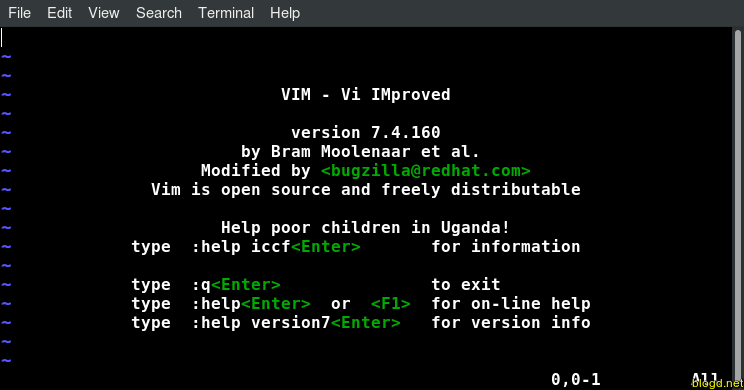 File Edit View Search Terminal Help
~
~
~ VIM - Vi IMproved
~
~ version 7.4.160
~ by Bram Moolenaar et al.
~ Modified by <bugzilla@redhat.com>
~ Vim is open source and freely distributable
~
~ Help poor children in Uganda!
~ type :help iccf<Enter> for information
~
~ type :q<Enter> to exit
~ type :help<Enter> or <F1> for on-line help
~ type :help version7<Enter> for version info
~
~
0,0-1 All
blogd.net